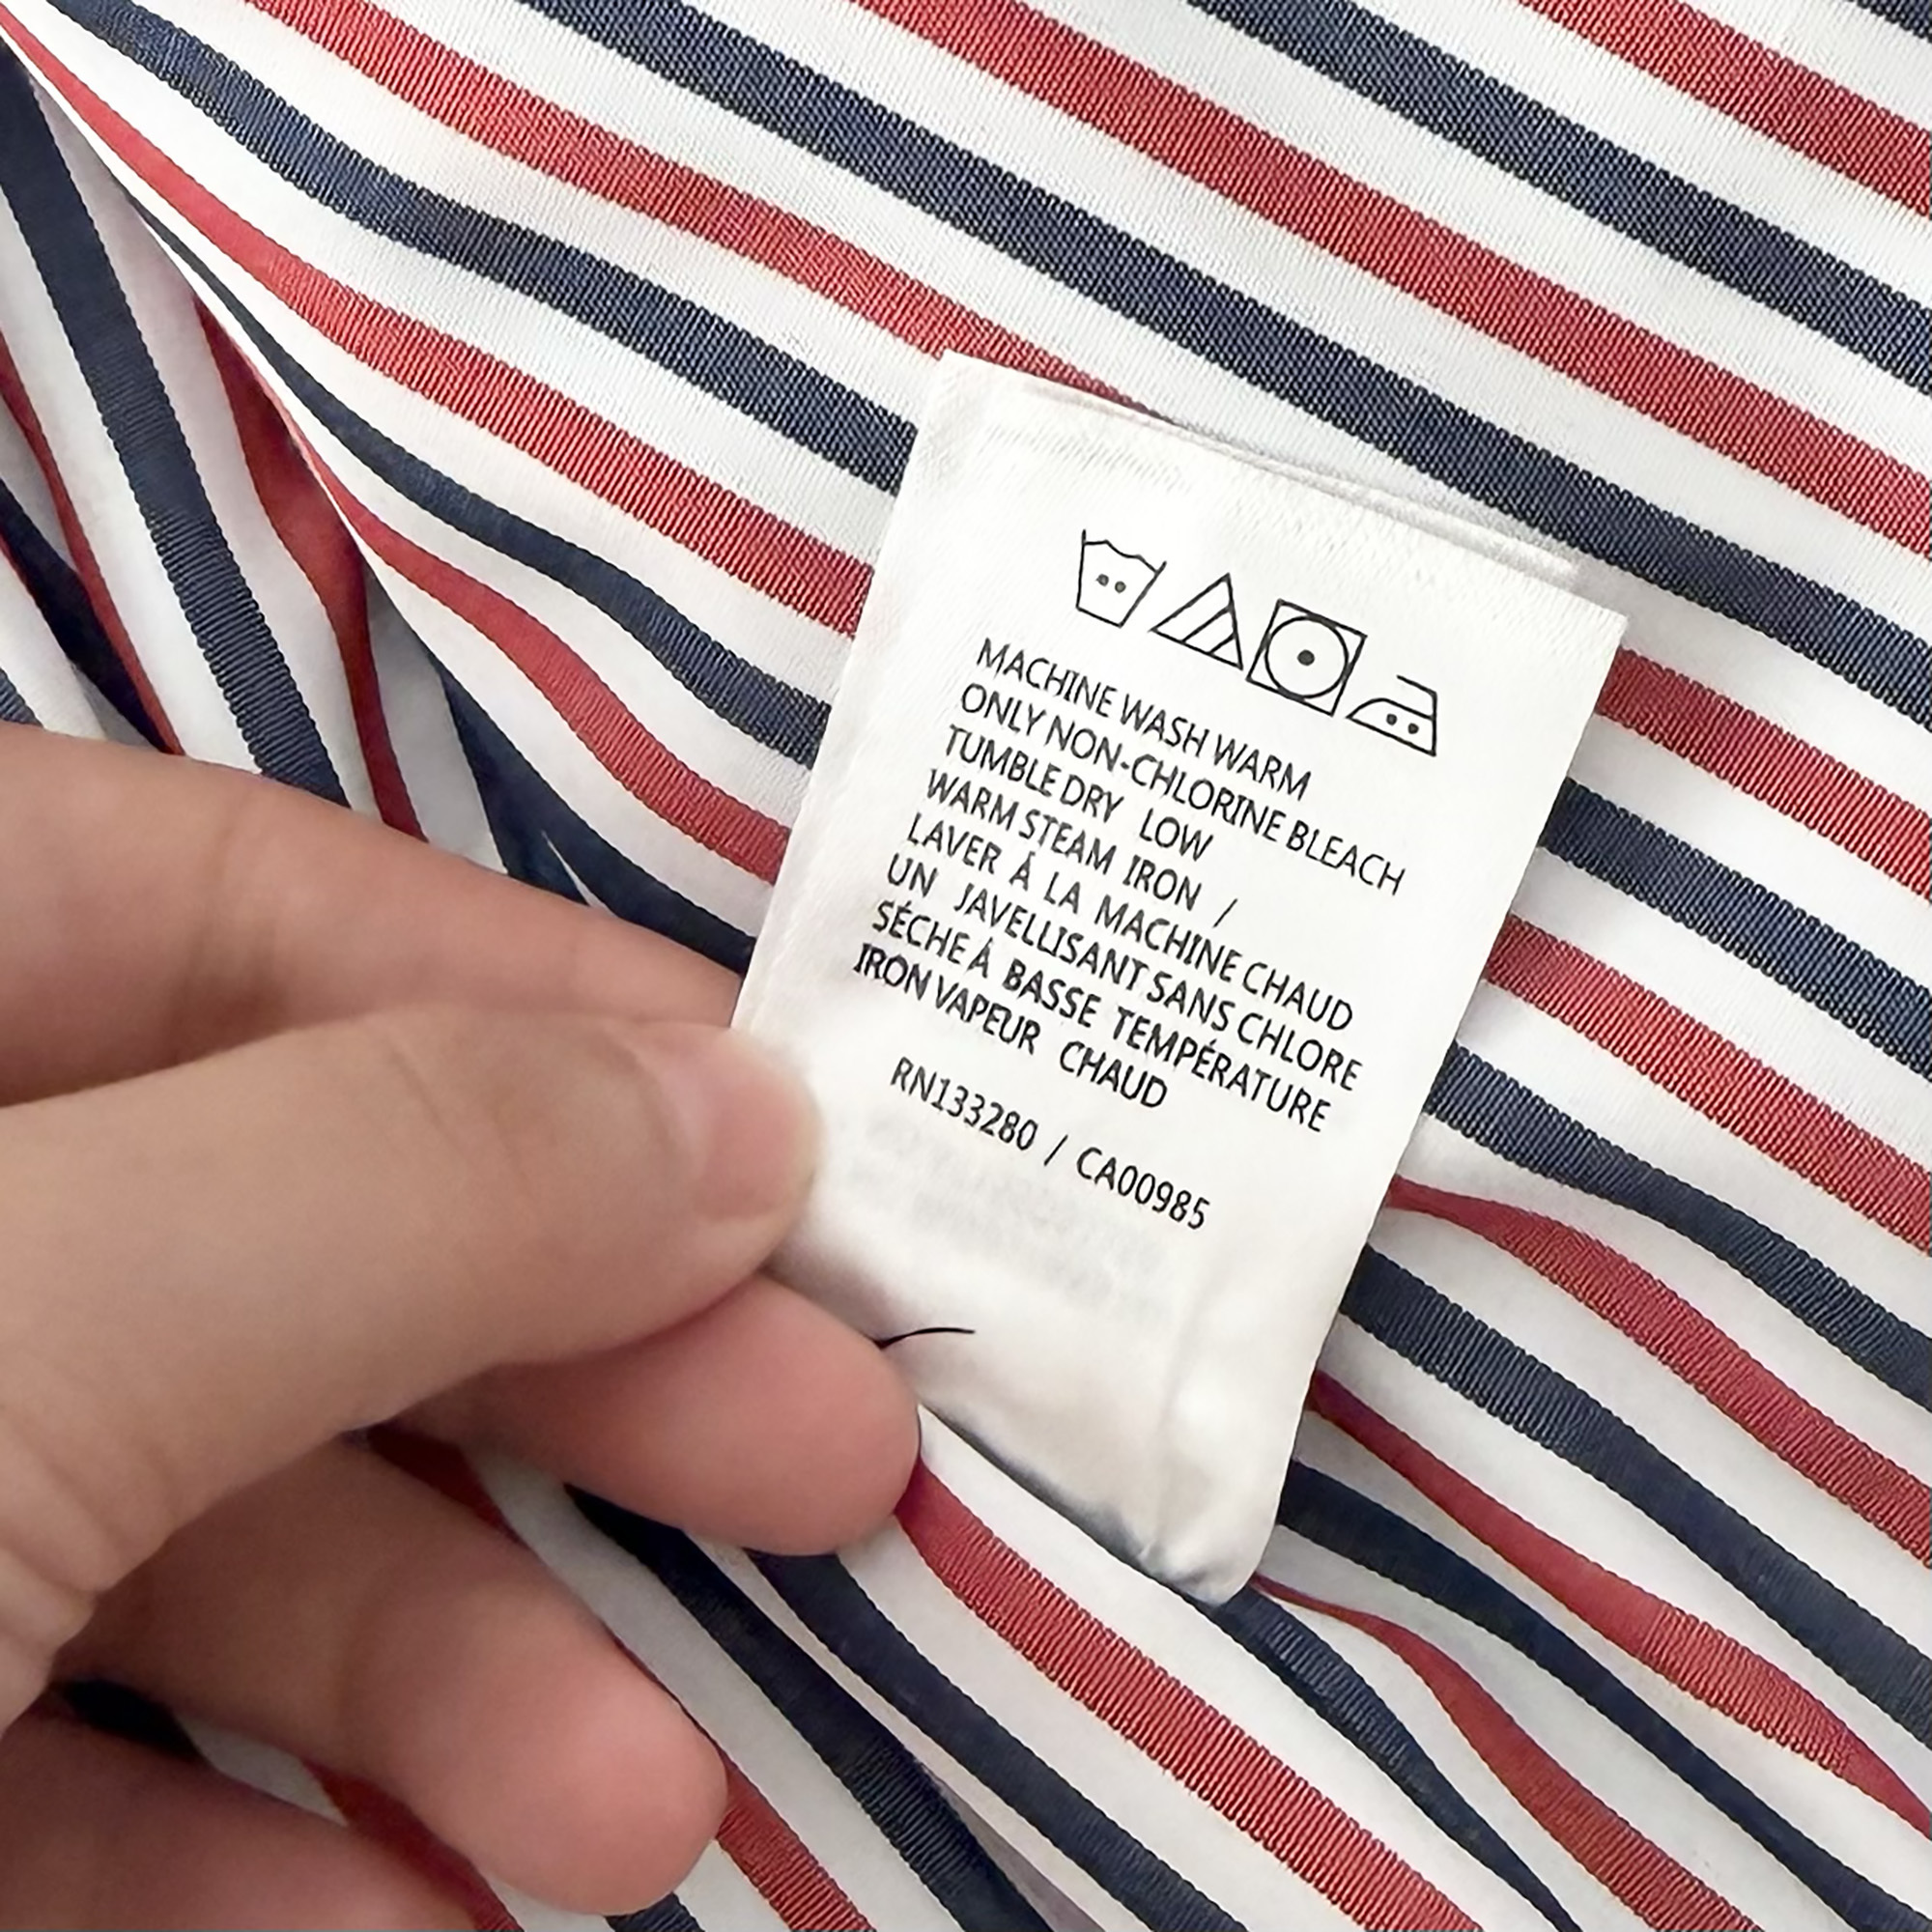 MACHINE WASH WARM
ONLY NON-CHLORINE BLEACH
TUMBLE DRY LOW
WARM STEAM IRON /
LAVER Á LA MACHINE CHAUD
UN JAVELLISANT SANS CHLORE
SÉCHE À BASSE TEMPÉRATURE
IRON VAPEUR CHAUD
RN133280 / CA00985